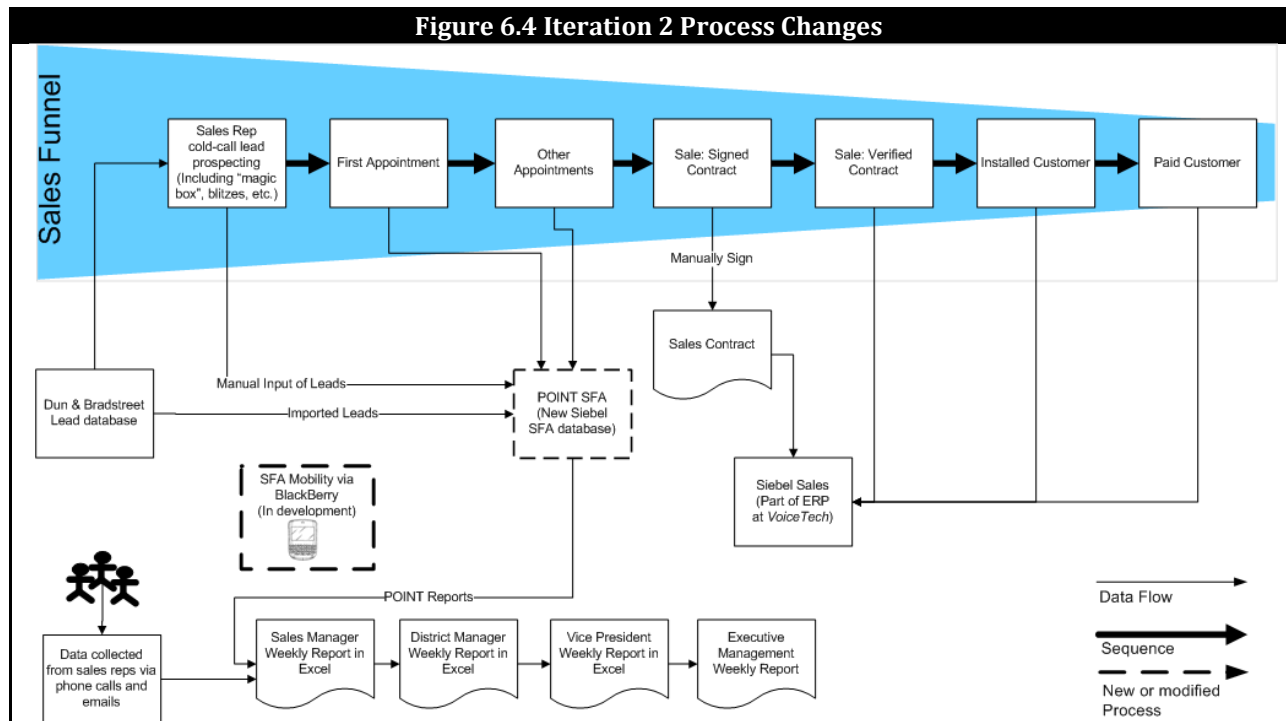 Figure 6.4 Iteration 2 Process Changes
Sales Funnel
Sales Rep
cold-call lead
prospecting
(Including “magic
box”, blitzes, etc.)
First Appointment
Other
Appointments
Sale: Signed
Contract
Sale: Verified
Contract
Installed Customer
Paid Customer
Manually Sign
Sales Contract
Dun & Bradstreet
Lead database
Manual Input of Leads
Imported Leads
POINT SFA
(New Siebel
SFA database)
SFA Mobility via
BlackBerry
(In development)
Siebel Sales
(Part of ERP
at VoiceTech)
POINT Reports
Data collected
from sales reps via
phone calls and
emails
Sales Manager
Weekly Report in
Excel
District Manager
Weekly Report in
Excel
Vice President
Weekly Report in
Excel
Executive
Management
Weekly Report
Data Flow
Sequence
New or modified
Process